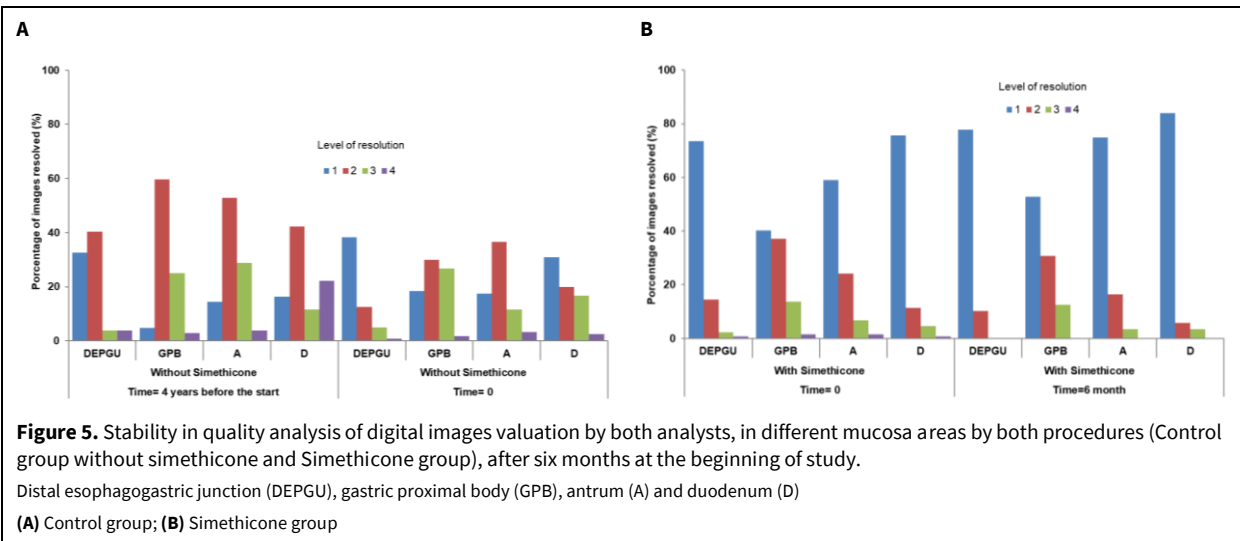 A
Porcentage of images resolved (%)
100
80
60
40
20
0
Level of resolution
1 2 3 4
DEPGU GPB A D DEPGU GPB A D
Without Simethicone Without Simethicone
Time= 4 years before the start Time= 0
B
Porcentage of images resolved (%)
100
80
60
40
20
0
Level of resolution
1 2 3 4
DEPGU GPB A D DEPGU GPB A D
With Simethicone With Simethicone
Time= 0 Time=6 month
Figure 5. Stability in quality analysis of digital images valuation by both analysts, in different mucosa areas by both procedures (Control
group without simethicone and Simethicone group), after six months at the beginning of study.
Distal esophagogastric junction (DEPGU), gastric proximal body (GPB), antrum (A) and duodenum (D)
(A) Control group; (B) Simethicone group